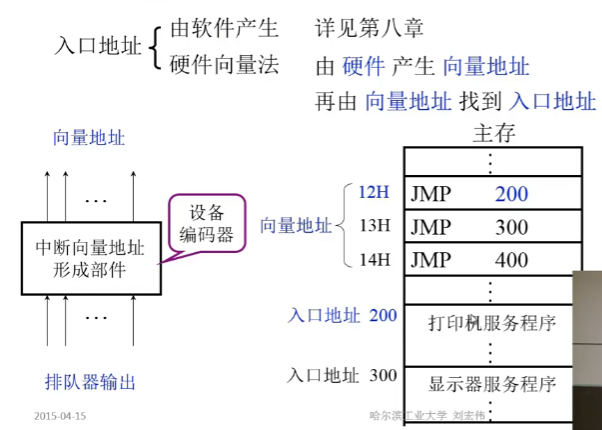 入口地址
由软件产生 详见第八章
硬件向量法 由 硬件 产生 向量地址
再由 向量地址 找到 入口地址
向量地址
…
中断向量地址
形成部件
设备
编码器
…
排队器输出
主存
⋮
向量地址
12H JMP 200
13H JMP 300
14H JMP 400
⋮
入口地址 200 打印机服务程序
⋮
入口地址 300 显示器服务程序
⋮
2015-04-15
哈尔滨工业大学 刘宏伟